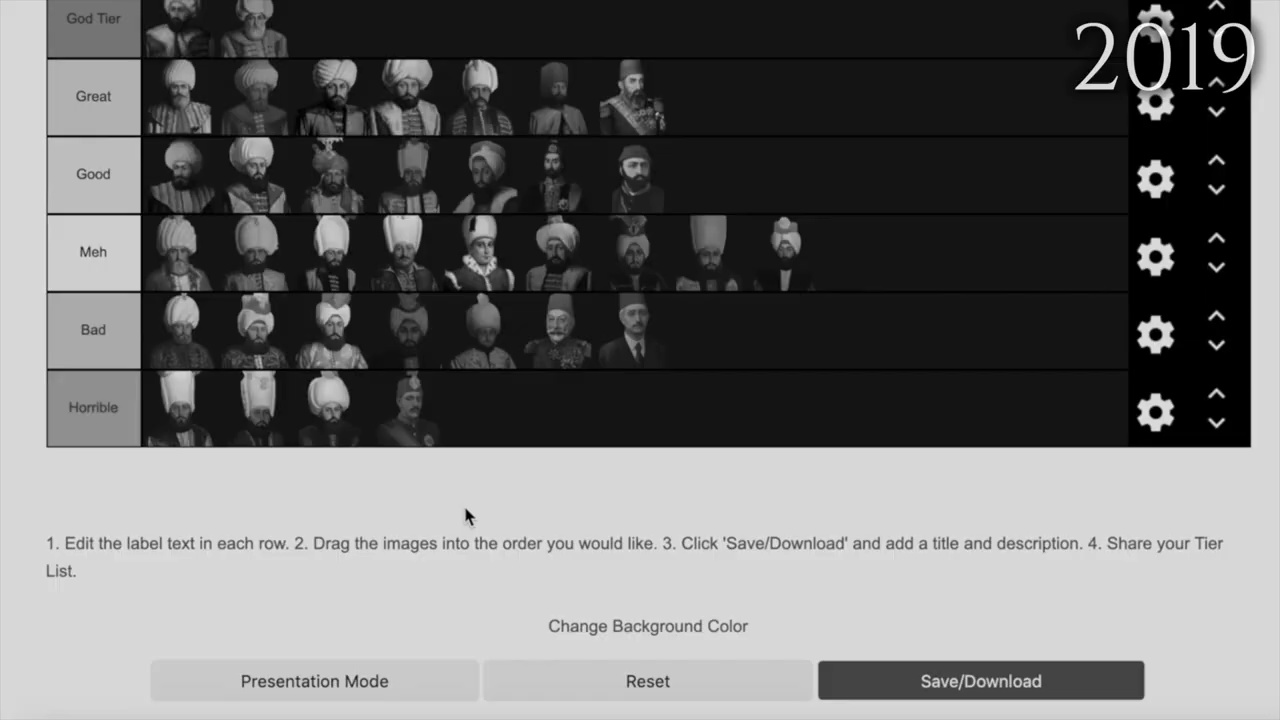 God Tier
2019
Great
Good
Meh
Bad
Horrible
1. Edit the label text in each row. 2. Drag the images into the order you would like. 3. Click 'Save/Download' and add a title and description. 4. Share your Tier
List.
Change Background Color
Presentation Mode
Reset
Save/Download